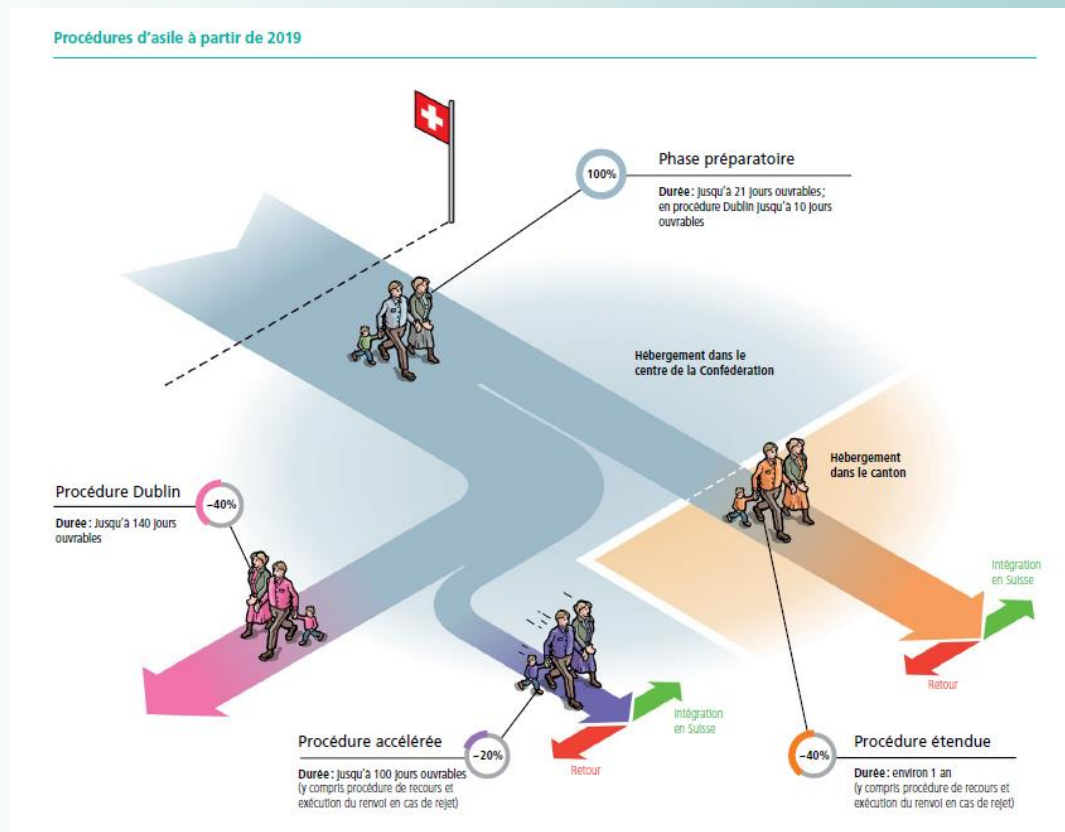 Procédures d'asile à partir de 2019
100%
Phase préparatoire
Durée: Jusqu'à 21 jours ouvrables;
en procédure Dublin Jusqu'à 10 jours
ouvrables
Hébergement dans le
centre de la Confédération
Hébergement
dans le canton
Procédure Dublin
~40%
Durée: Jusqu'à 140 jours
ouvrables
Intégration
en Suisse
Retour
Intégration
en Suisse
Retour
Procédure accélérée
~20%
Durée: Jusqu'à 100 jours ouvrables
(y compris procédure de recours et
exécution du renvoi en cas de rejet)
~40%
Procédure étendue
Durée: environ 1 an
(y compris procédure de recours et
exécution du renvoi en cas de rejet)